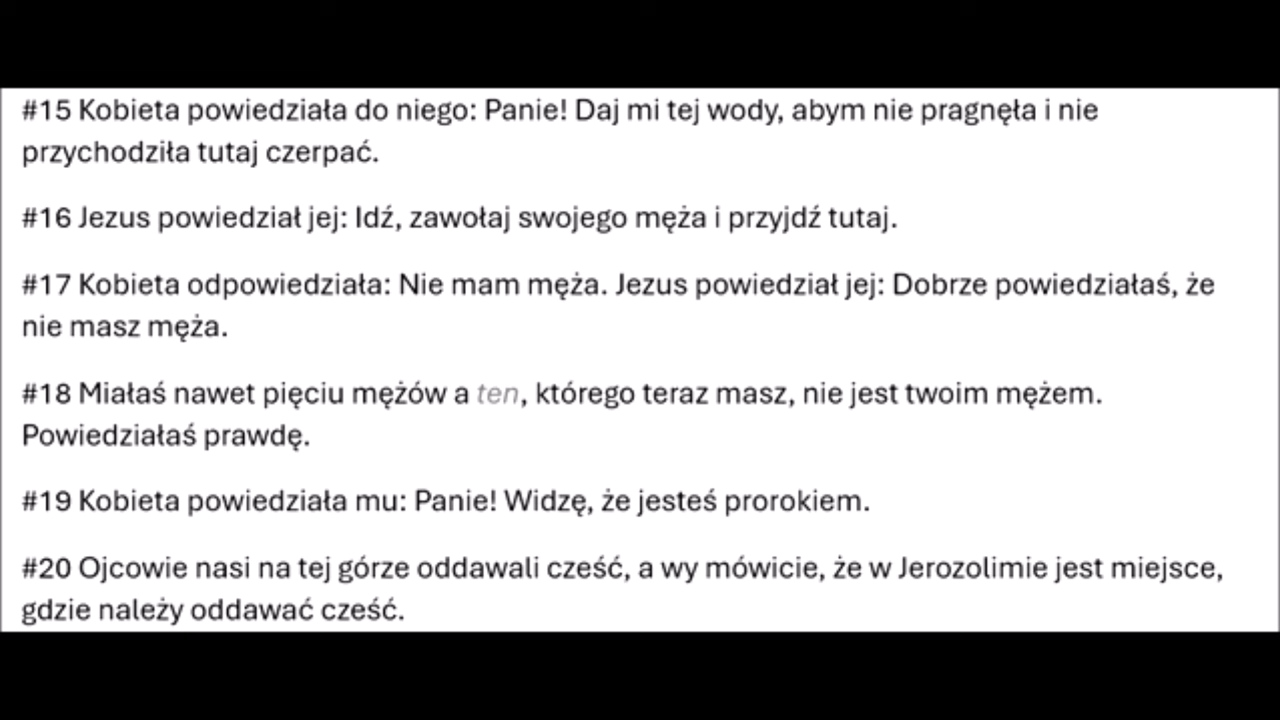 #15 Kobieta powiedziała do niego: Panie! Daj mi tej wody, abym nie pragnęła i nie
przychodziła tutaj czerpać.
#16 Jezus powiedział jej: Idź, zawołaj swojego męża i przyjdź tutaj.
#17 Kobieta odpowiedziała: Nie mam męża. Jezus powiedział jej: Dobrze powiedziałaś, że
nie masz męża.
#18 Miałaś nawet pięciu mężów a ten, którego teraz masz, nie jest twoim mężem.
Powiedziałaś prawdę.
#19 Kobieta powiedziała mu: Panie! Widzę, że jesteś prorokiem.
#20 Ojcowie nasi na tej górze oddawali cześć, a wy mówicie, że w Jerozolimie jest miejsce,
gdzie należy oddawać cześć.